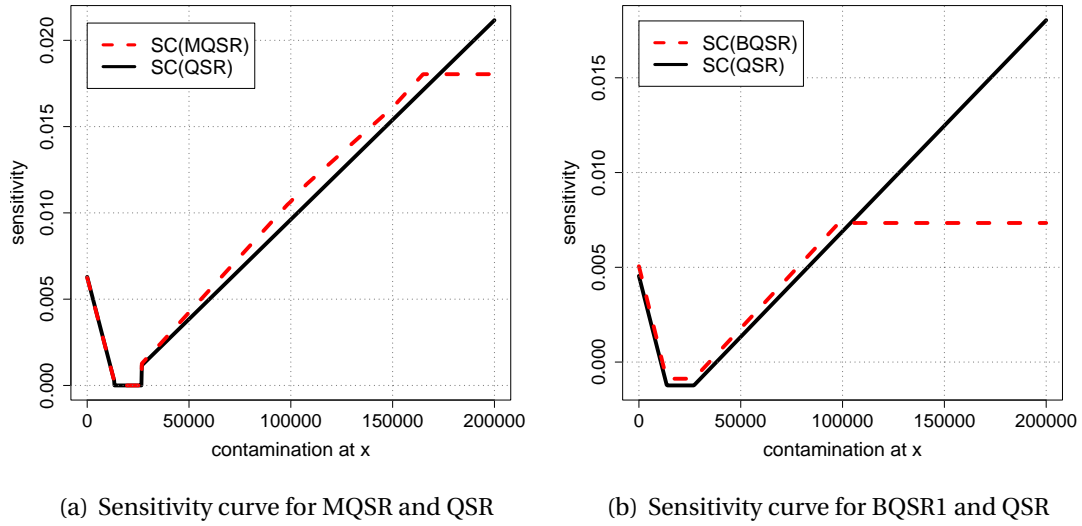 SC(MQSR)
SC(QSR)
sensitivity
0.020
0.015
0.010
0.005
0.000
0 50000 100000 150000 200000
contamination at x
(a) Sensitivity curve for MQSR and QSR
SC(BQSR)
SC(QSR)
sensitivity
0.015
0.010
0.005
0.000
0 50000 100000 150000 200000
contamination at x
(b) Sensitivity curve for BQSR1 and QSR